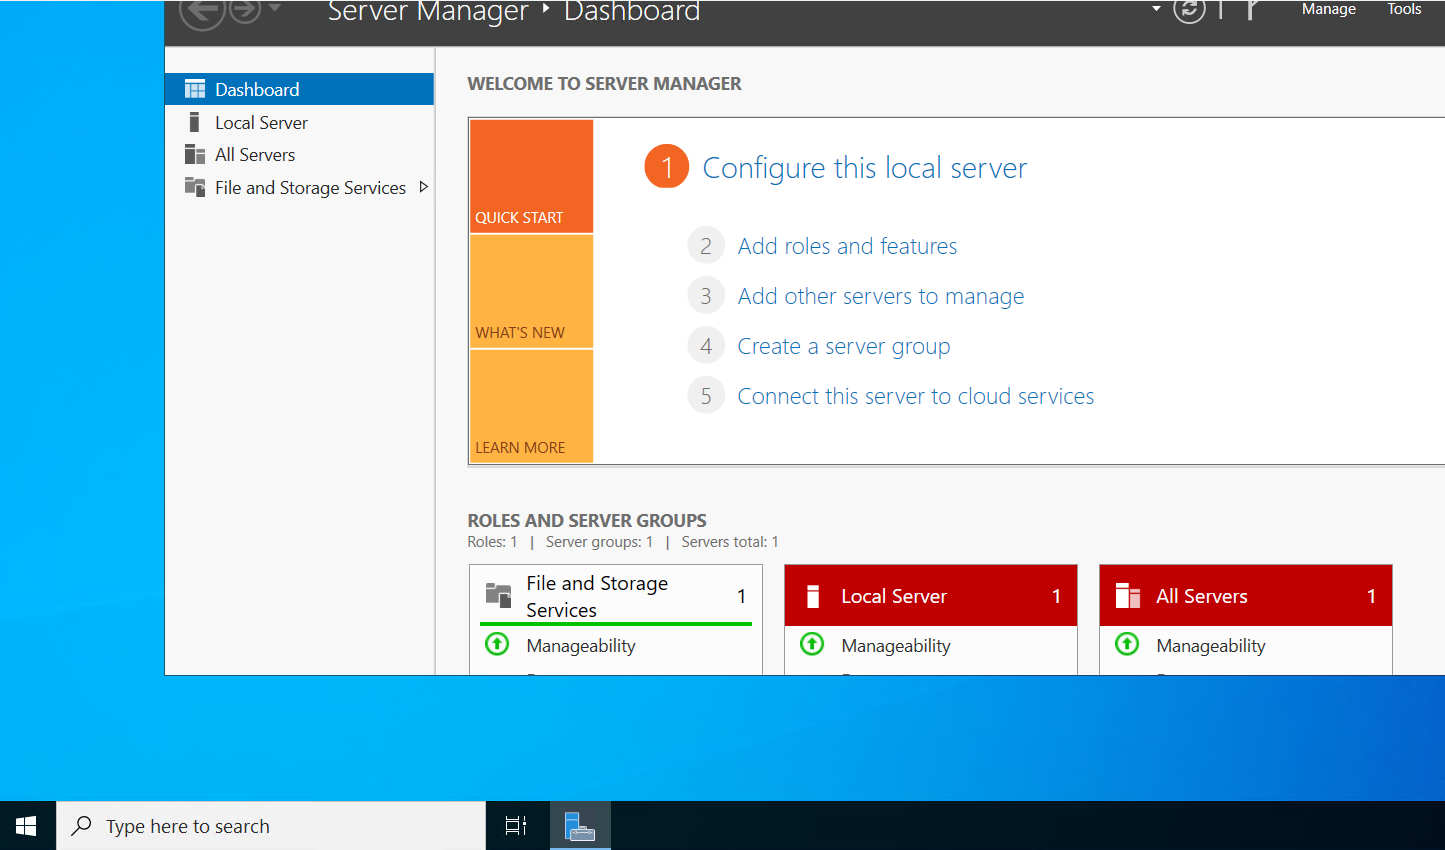 Server Manager ‣ Dashboard
Manage
Tools
Dashboard
Local Server
All Servers
File and Storage Services
WELCOME TO SERVER MANAGER
QUICK START
WHAT'S NEW
LEARN MORE
1 Configure this local server
2 Add roles and features
3 Add other servers to manage
4 Create a server group
5 Connect this server to cloud services
ROLES AND SERVER GROUPS
Roles: 1 | Server groups: 1 | Servers total: 1
File and Storage
Services 1
Manageability
Local Server 1
Manageability
All Servers 1
Manageability
Type here to search